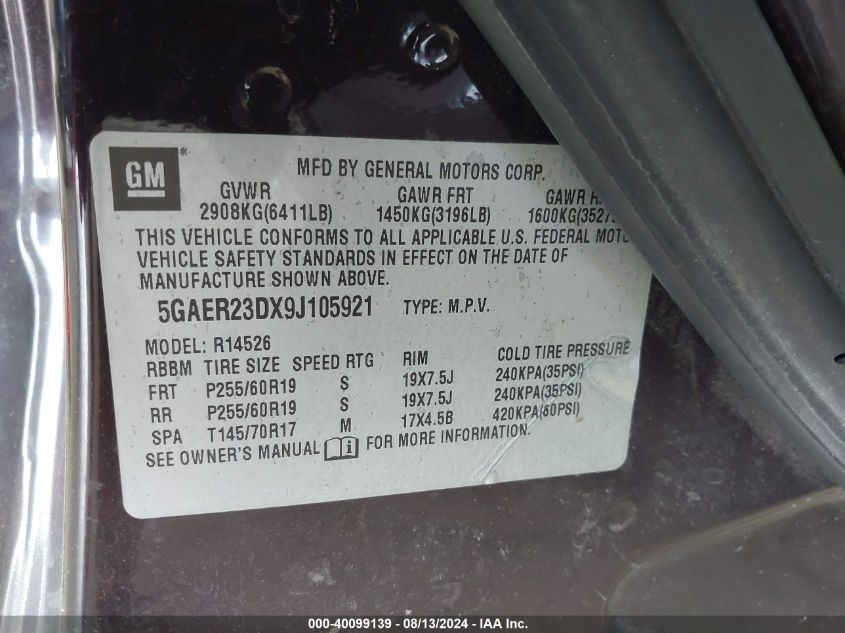 GM
MFD BY GENERAL MOTORS CORP.
GVWR GAWR FRT GAWR
2908KG(6411LB) 1450KG(3196LB)
THIS VEHICLE CONFORMS TO ALL APPLICABLE U.S. FEDERAL
VEHICLE SAFETY STANDARDS IN EFFECT ON THE DATE OF
MANUFACTURE SHOWN ABOVE.
5GAER23DX9J105921 TYPE: M.P.V.
MODEL: R14526
RBBM TIRE SIZE SPEED RTG RIM COLD TIRE PRESSURE
FRT P255/60R19 S 19X7.5J 240KPA(35PSI)
RR P255/60R19 S 19X7.5J 240KPA(35PSI)
SPA T145/70R17 M 17X4.5B 420KPA(60PSI)
SEE OWNER'S MANUAL FOR MORE INFORMATION.
000-40099139 - 08/13/2024 - IAA Inc.